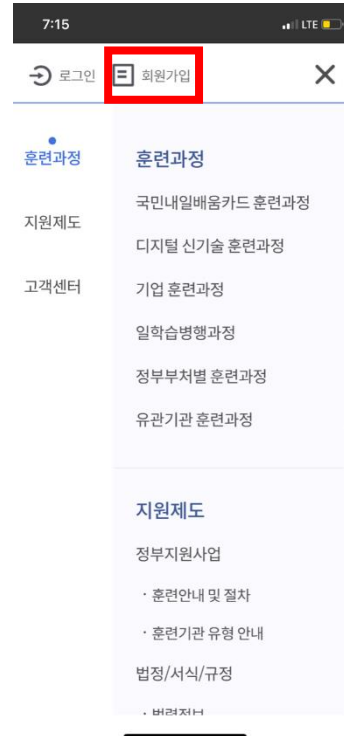 7:15
LTE
로그인
회원가입
훈련과정
지원제도
고객센터
훈련과정
국민내일배움카드 훈련과정
디지털 신기술 훈련과정
기업 훈련과정
일학습병행과정
정부부처별 훈련과정
유관기관 훈련과정
지원제도
정부지원사업
· 훈련안내 및 절차
· 훈련기관 유형 안내
법정/서식/규정
· 법령정보